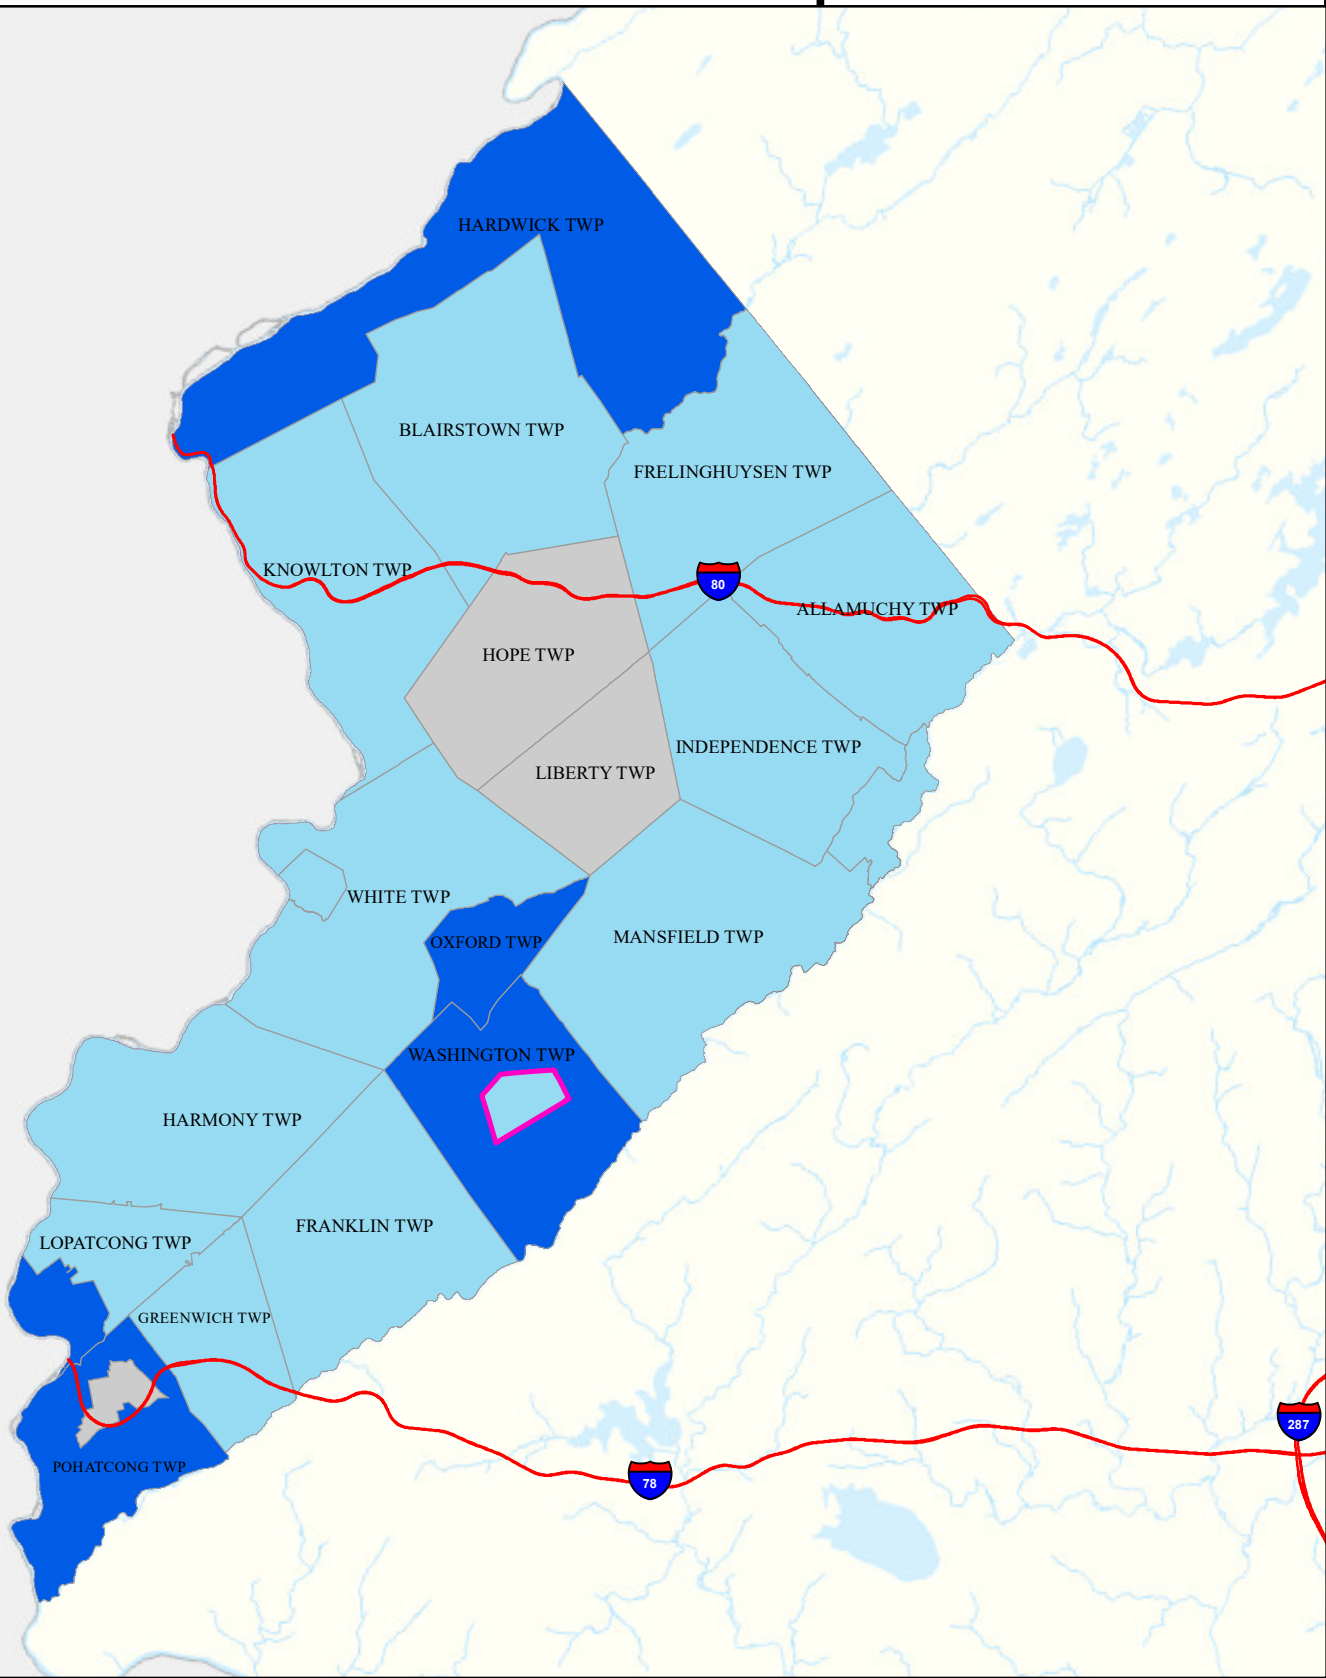 HARDWICK TWP
BLAIRSTOWN TWP
FRELINGHUYSEN TWP
KNOWLTON TWP
80
ALLAMUCHY TWP
HOPE TWP
INDEPENDENCE TWP
LIBERTY TWP
WHITE TWP
MANSFIELD TWP
OXFORD TWP
WASHINGTON TWP
HARMONY TWP
FRANKLIN TWP
LOPATCONG TWP
GREENWICH TWP
287
POHATCONG TWP
78